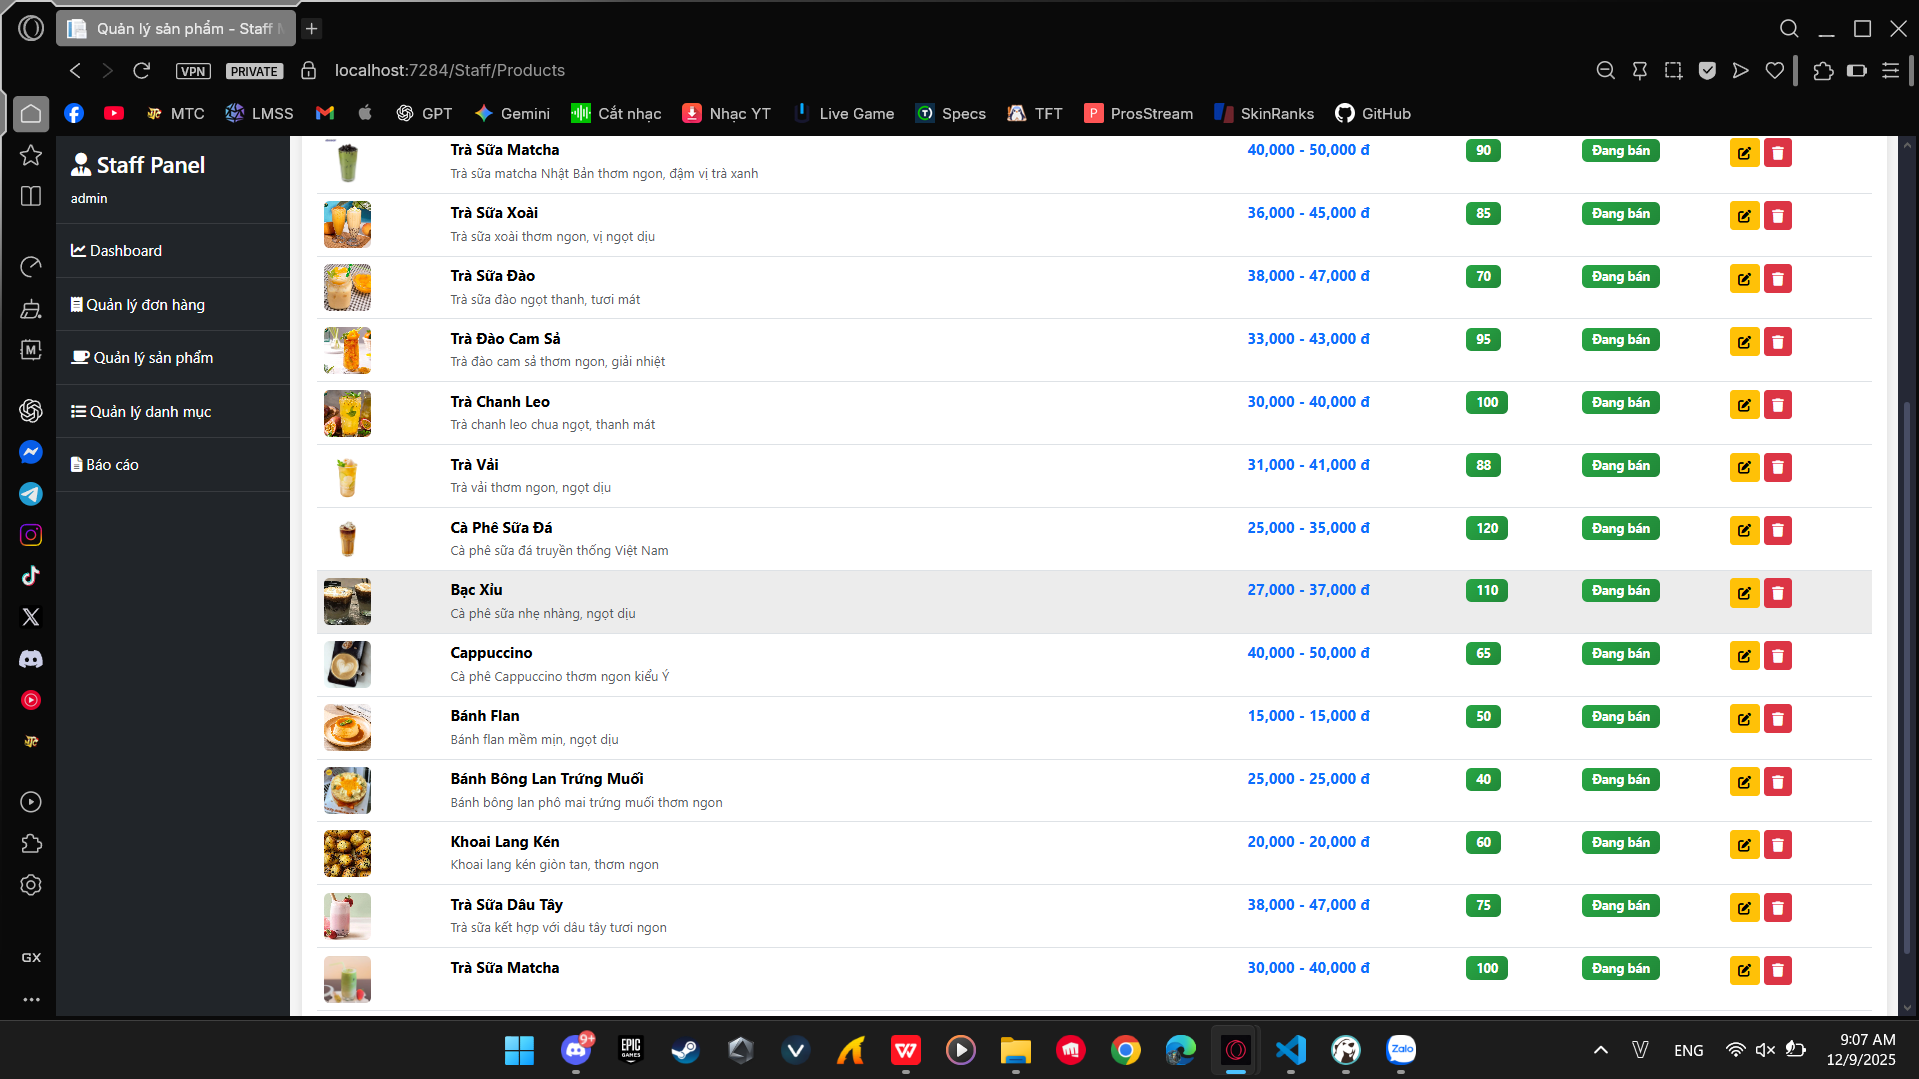 Quản lý sản phẩm - Staff M
VPN
PRIVATE
localhost:7284/Staff/Products
MTC
LMSS
GPT
Gemini
Cắt nhạc
Nhạc YT
Live Game
Specs
TFT
ProsStream
SkinRanks
GitHub
Staff Panel
admin
Dashboard
Quản lý đơn hàng
Quản lý sản phẩm
Quản lý danh mục
Báo cáo
GX
Trà Sữa Matcha 40,000 - 50,000 đ 90 Đang bán
Trà sữa matcha Nhật Bản thơm ngon, đậm vị trà xanh
Trà Sữa Xoài 36,000 - 45,000 đ 85 Đang bán
Trà sữa xoài thơm ngon, vị ngọt dịu
Trà Sữa Đào 38,000 - 47,000 đ 70 Đang bán
Trà sữa đào ngọt thanh, tươi mát
Trà Đào Cam Sả 33,000 - 43,000 đ 95 Đang bán
Trà đào cam sả thơm ngon, giải nhiệt
Trà Chanh Leo 30,000 - 40,000 đ 100 Đang bán
Trà chanh leo chua ngọt, thanh mát
Trà Vải 31,000 - 41,000 đ 88 Đang bán
Trà vải thơm ngon, ngọt dịu
Cà Phê Sữa Đá 25,000 - 35,000 đ 120 Đang bán
Cà phê sữa đá truyền thống Việt Nam
Bạc Xỉu 27,000 - 37,000 đ 110 Đang bán
Cà phê sữa nhẹ nhàng, ngọt dịu
Cappuccino 40,000 - 50,000 đ 65 Đang bán
Cà phê Cappuccino thơm ngon kiểu Ý
Bánh Flan 15,000 - 15,000 đ 50 Đang bán
Bánh flan mềm mịn, ngọt dịu
Bánh Bông Lan Trứng Muối 25,000 - 25,000 đ 40 Đang bán
Bánh bông lan phô mai trứng muối thơm ngon
Khoai Lang Kén 20,000 - 20,000 đ 60 Đang bán
Khoai lang kén giòn tan, thơm ngon
Trà Sữa Dâu Tây 38,000 - 47,000 đ 75 Đang bán
Trà sữa kết hợp với dâu tây tươi ngon
Trà Sữa Matcha 30,000 - 40,000 đ 100 Đang bán
9+
EPIC
GAMES
Zalo
ENG
9:07 AM
12/9/2025